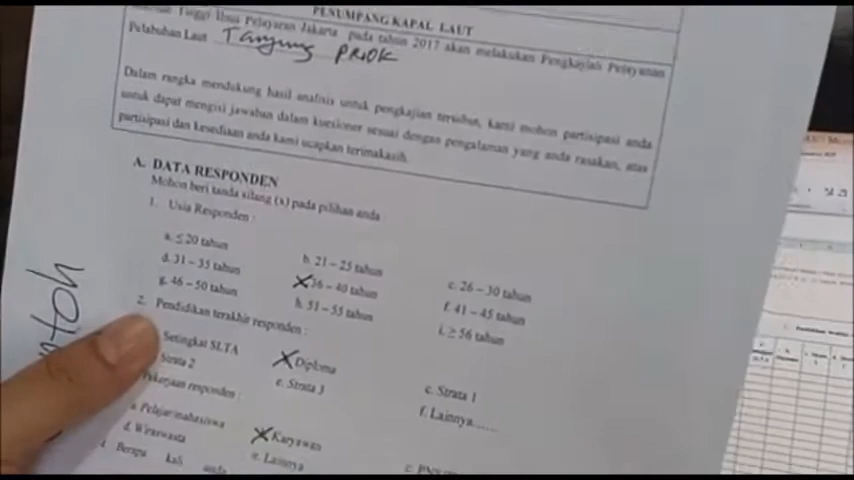 PENUMPANG KAPAL LAUT
Tinggi Ilmu Pelayaran Jakarta pada tahun 2017 akan melakukan Pengkajian Pelayanan
Pelabuhan Laut Tanjung PRIOK
Dalam rangka mendukung hasil analisis untuk pengkajian tersebut, kami mohon partisipasi anda
untuk dapat mengisi jawaban dalam kuesioner sesuai dengan pengalaman yang anda rasakan, atas
partisipasi dan kesediaan anda kami ucapkan terimakasih.
A. DATA RESPONDEN
Mohon beri tanda silang (x) pada pilihan anda
1. Usia Responden :
a. ≤ 20 tahun b. 21 – 25 tahun c. 26 – 30 tahun
d. 31 – 35 tahun X 36 – 40 tahun f. 41 – 45 tahun
g. 46 – 50 tahun h. 51 – 55 tahun i. ≥ 56 tahun
2. Pendidikan terakhir responden :
Setingkat SLTA X Diploma c. Strata 1
Strata 2 e. Strata 3 f. Lainnya......
Pekerjaan responden :
a. Pelajar/mahasiswa X Karyawan c.
d. Wiraswasta e. Lainnya
4. Berapa kali anda
ntoh